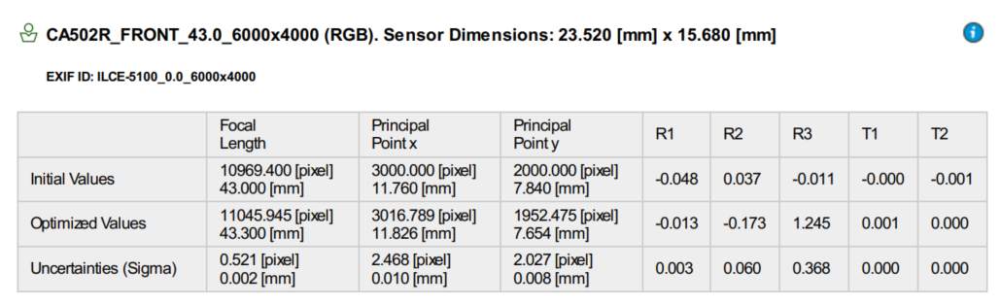 CA502R_FRONT_43.0_6000x4000 (RGB). Sensor Dimensions: 23.520 [mm] x 15.680 [mm]
EXIF ID: ILCE-5100_0.0_6000x4000
Focal Length Principal Point x Principal Point y R1 R2 R3 T1 T2
Initial Values 10969.400 [pixel] 43.000 [mm] 3000.000 [pixel] 11.760 [mm] 2000.000 [pixel] 7.840 [mm] -0.048 0.037 -0.011 -0.000 -0.001
Optimized Values 11045.945 [pixel] 43.300 [mm] 3016.789 [pixel] 11.826 [mm] 1952.475 [pixel] 7.654 [mm] -0.013 -0.173 1.245 0.001 0.000
Uncertainties (Sigma) 0.521 [pixel] 0.002 [mm] 2.468 [pixel] 0.010 [mm] 2.027 [pixel] 0.008 [mm] 0.003 0.060 0.368 0.000 0.000